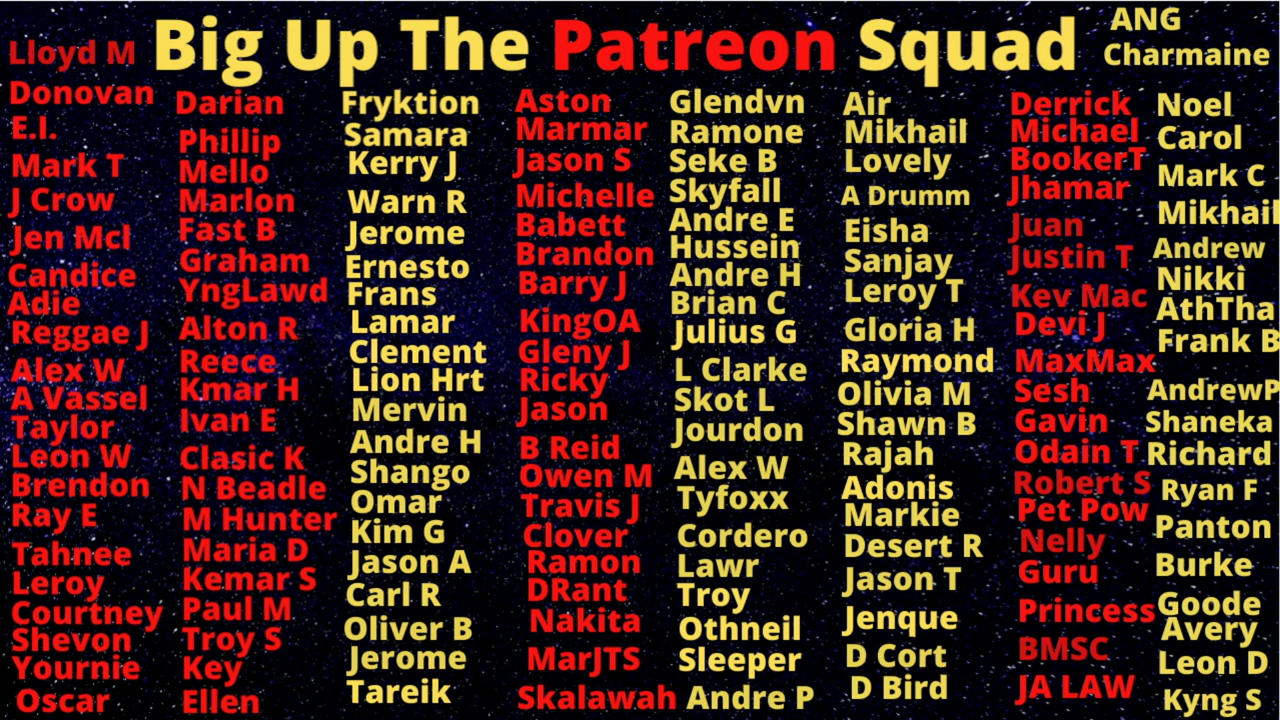 Big Up The Patreon Squad
ANG
Charmaine
Lloyd M
Donovan
E.I.
Mark T
J Crow
Jen Mcl
Candice
Adie
Reggae J
Alex W
A Vassel
Taylor
Leon W
Brendon
Ray E
Tahnee
Leroy
Courtney
Shevon
Yournie
Oscar
Darian
Phillip
Mello
Marlon
Fast B
Graham
YngLawd
Alton R
Reece
Kmar H
Ivan E
Clasic K
N Beadle
M Hunter
Maria D
Kemar S
Paul M
Troy S
Key
Ellen
Fryktion
Samara
Kerry J
Warn R
Jerome
Ernesto
Frans
Lamar
Clement
Lion Hrt
Mervin
Andre H
Shango
Omar
Kim G
Jason A
Carl R
Oliver B
Jerome
Tareik
Aston
Marmar
Jason S
Michelle
Babett
Brandon
Barry J
KingOA
Gleny J
Ricky
Jason
B Reid
Owen M
Travis J
Clover
Ramon
DRant
Nakita
MarJTS
Skalawah
Glendvn
Ramone
Seke B
Skyfall
Andre E
Hussein
Andre H
Brian C
Julius G
L Clarke
Skot L
Jourdon
Alex W
Tyfoxx
Cordero
Lawr
Troy
Othneil
Sleeper
Andre P
Air
Mikhail
Lovely
A Drumm
Eisha
Sanjay
Leroy T
Gloria H
Raymond
Olivia M
Shawn B
Rajah
Adonis
Markie
Desert R
Jason T
Jenque
D Cort
D Bird
Derrick
Michael
BookerT
Jhamar
Juan
Justin T
Kev Mac
Devi J
MaxMax
Sesh
Gavin
Odain T
Robert S
Pet Pow
Nelly
Guru
Princess
BMSC
JA LAW
Noel
Carol
Mark C
Mikhail
Andrew
Nikki
AthTha
Frank B
AndrewP
Shaneka
Richard
Ryan F
Panton
Burke
Goode
Avery
Leon D
Kyng S